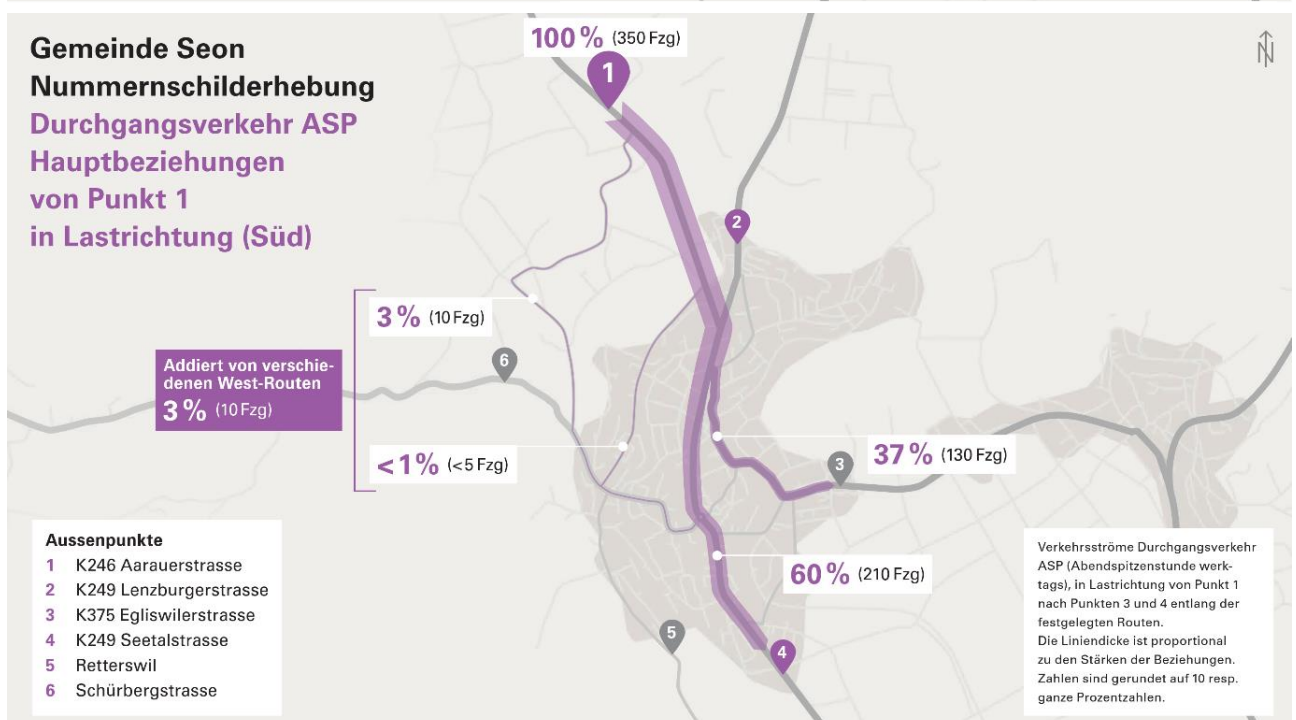 Gemeinde Seon
Nummernschilderhebung
Durchgangsverkehr ASP
Hauptbeziehungen
von Punkt 1
in Lastrichtung (Süd)
100 % (350 Fzg)
1
N
2
3 % (10 Fzg)
6
Addiert von verschie-
denen West-Routen
3 % (10 Fzg)
<1 % (<5 Fzg)
37 % (130 Fzg)
3
60 % (210 Fzg)
5
4
Aussenpunkte
1 K246 Aarauerstrasse
2 K249 Lenzburgerstrasse
3 K375 Egliswilerstrasse
4 K249 Seetalstrasse
5 Retterswil
6 Schürbergstrasse
Verkehrsströme Durchgangsverkehr
ASP (Abendspitzenstunde werk-
tags), in Lastrichtung von Punkt 1
nach Punkten 3 und 4 entlang der
festgelegten Routen.
Die Liniendicke ist proportional
zu den Stärken der Beziehungen.
Zahlen sind gerundet auf 10 resp.
ganze Prozentzahlen.